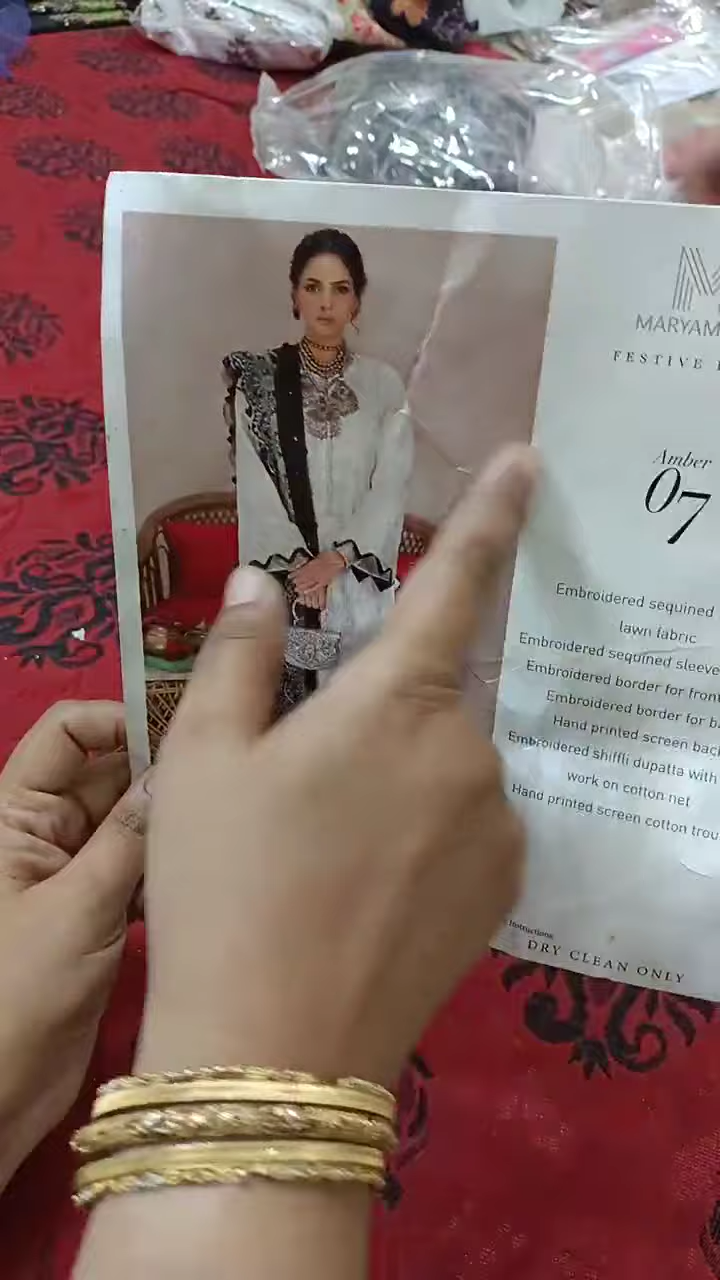 M
MARYAM
FESTIVE
Amber
07
Embroidered sequined
lawn fabric
Embroidered sequined sleeve
Embroidered border for front
Embroidered border for b
Hand printed screen bac
Embroidered shiffli dupatta with
work on cotton net
Hand printed screen cotton trou
Instructions
DRY CLEAN ONLY